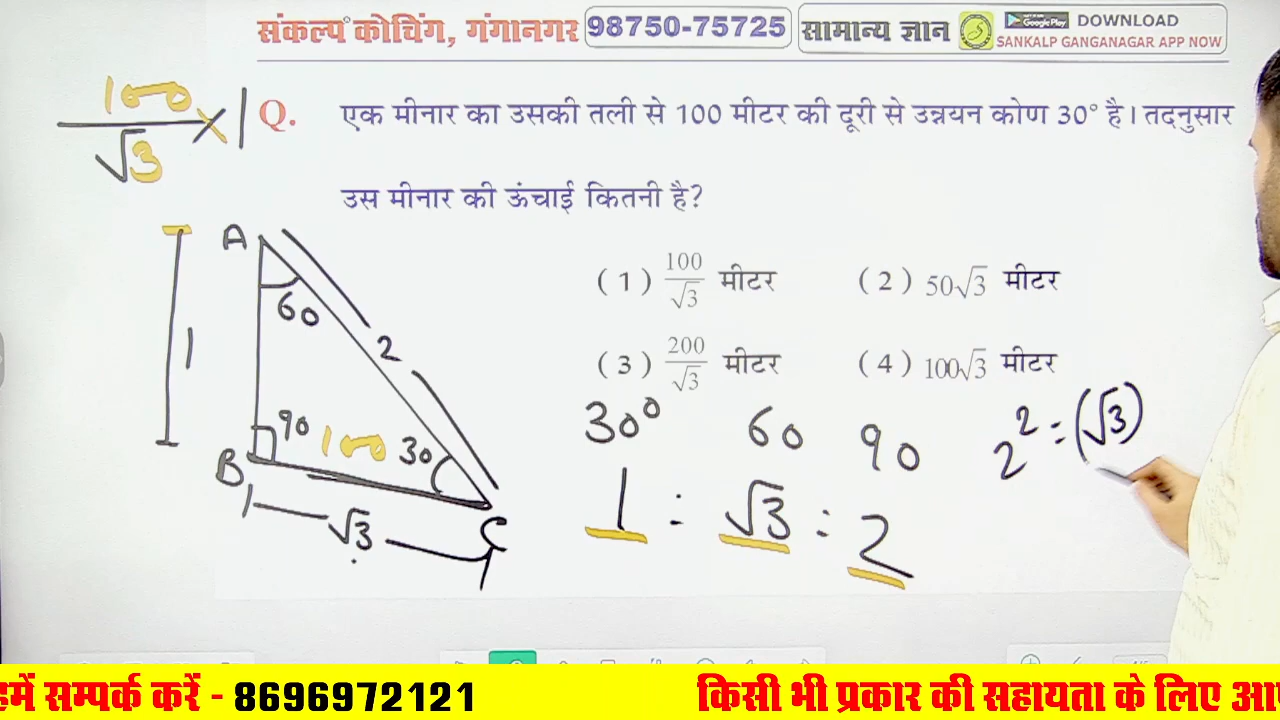 संकल्प कोचिंग, गंगानगर 98750-75725 सामान्य ज्ञान Google Play DOWNLOAD
SANKALP GANGANAGAR APP NOW
100
√3 × 1
Q. एक मीनार का उसकी तली से 100 मीटर की दूरी से उन्नयन कोण 30° है। तदनुसार
उस मीनार की ऊंचाई कितनी है?
(1) 100/√3 मीटर (2) 50√3 मीटर
(3) 200/√3 मीटर (4) 100√3 मीटर
A
60
2
1
90 100 30
B
√3
C
30° 60 90
1 : √3 : 2
2² = (√3)
हमें सम्पर्क करें - 8696972121 किसी भी प्रकार की सहायता के लिए